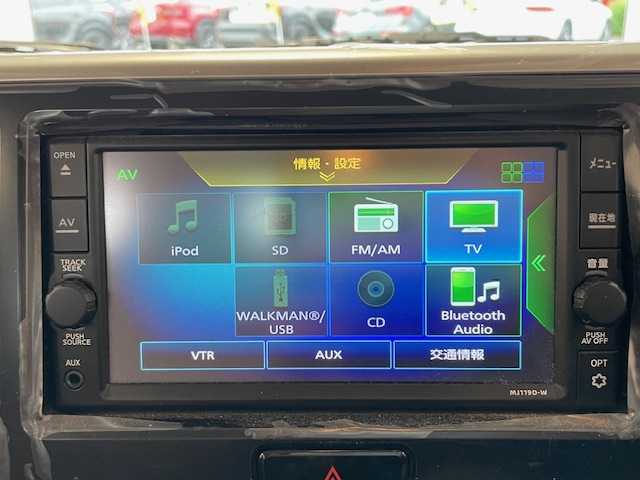 OPEN
AV
TRACK
SEEK
PUSH
SOURCE
AUX
AV
情報・設定
iPod
SD
FM/AM
TV
WALKMAN®/
USB
CD
Bluetooth
Audio
VTR
AUX
交通情報
MJ119D-W
メニュー
現在地
音量
PUSH
AV OFF
OPT